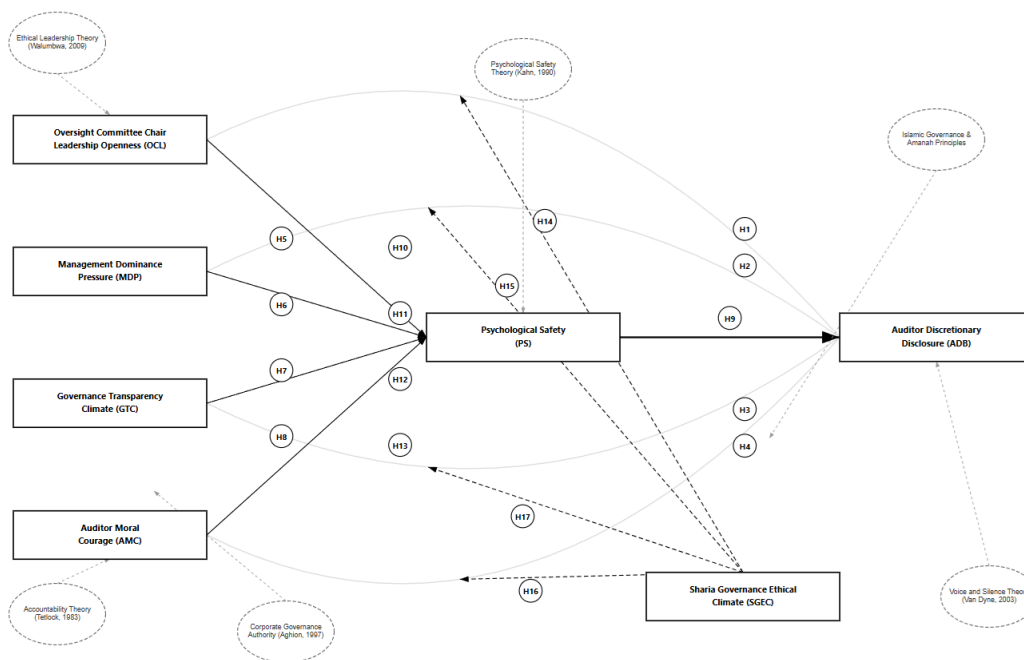 Ethical Leadership Theory
(Walumbwa, 2009)
Psychological Safety
Theory (Kahn, 1990)
Oversight Committee Chair
Leadership Openness (OCL)
Islamic Governance &
Amanah Principles
H14
H1
H5
H10
H2
Management Dominance
Pressure (MDP)
H15
H6
H11
H9
Psychological Safety
(PS)
Auditor Discretionary
Disclosure (ADB)
H7
H12
Governance Transparency
Climate (GTC)
H3
H8
H13
H4
H17
Auditor Moral
Courage (AMC)
H16
Sharia Governance Ethical
Climate (SGEC)
Voice and Silence Theo
(Van Dyne, 2003)
Accountability Theory
(Tetlock, 1983)
Corporate Governance
Authority (Aghion, 1997)